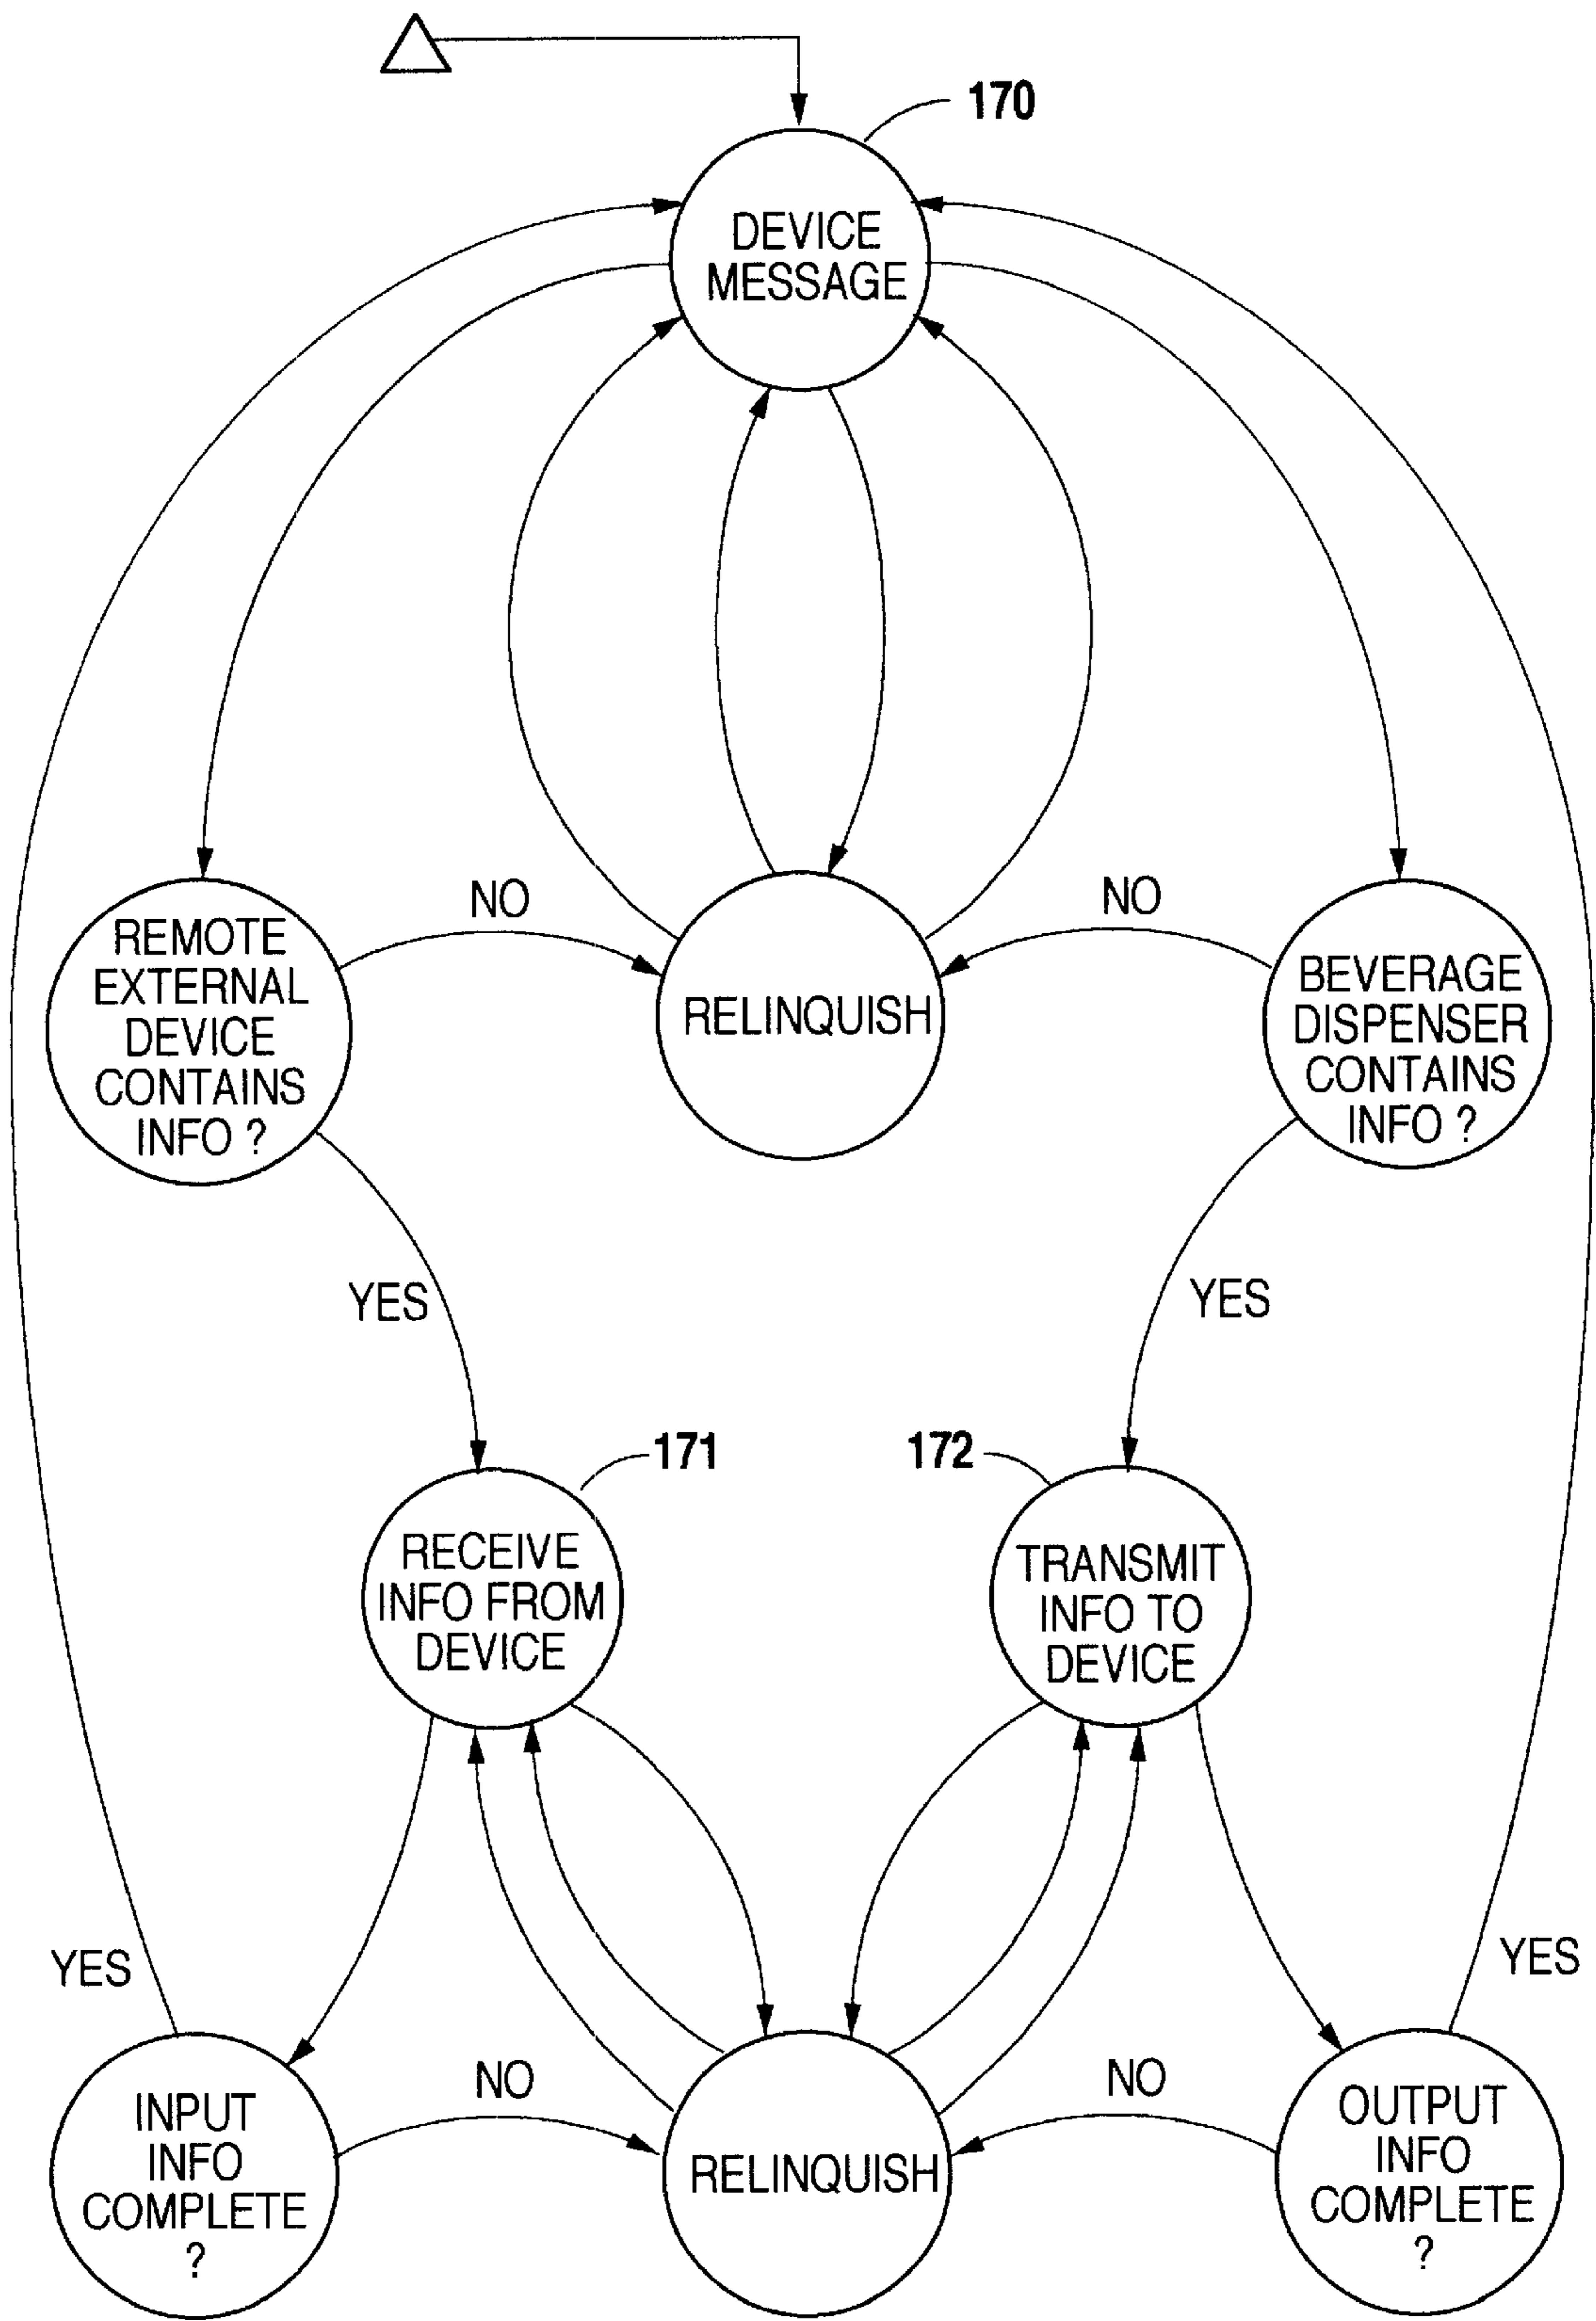 170
DEVICE
MESSAGE
NO
NO
REMOTE
EXTERNAL
DEVICE
CONTAINS
INFO ?
RELINQUISH
BEVERAGE
DISPENSER
CONTAINS
INFO ?
YES
YES
171
172
RECEIVE
INFO FROM
DEVICE
TRANSMIT
INFO TO
DEVICE
YES
YES
NO
NO
INPUT
INFO
COMPLETE
?
RELINQUISH
OUTPUT
INFO
COMPLETE
?